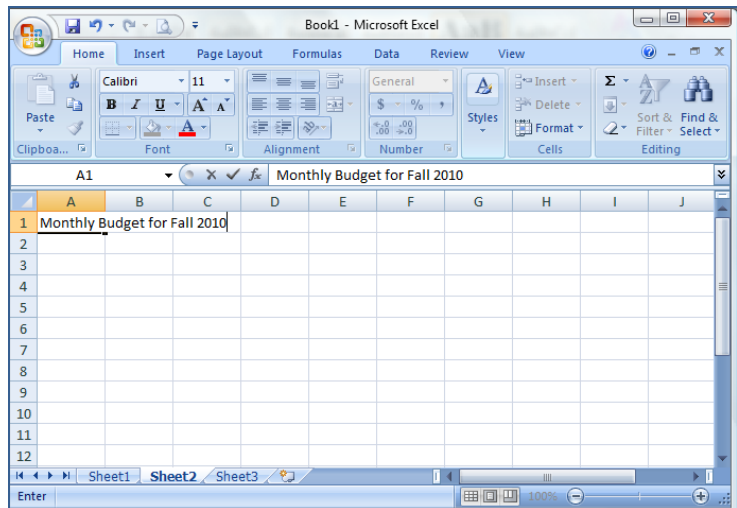 Book1 - Microsoft Excel
Home Insert Page Layout Formulas Data Review View
Paste
Clipboa...
Calibri 11
B I U A A
A
Font
Alignment
General
$ % ,
.0 .00 .00 .0
Number
A
Styles
Insert
Delete
Format
Cells
Σ
A Z
Sort & Filter
Find & Select
Editing
A1 fx Monthly Budget for Fall 2010
A B C D E F G H I J
1 Monthly Budget for Fall 2010
2
3
4
5
6
7
8
9
10
11
12
Sheet1 Sheet2 Sheet3
Enter 100%